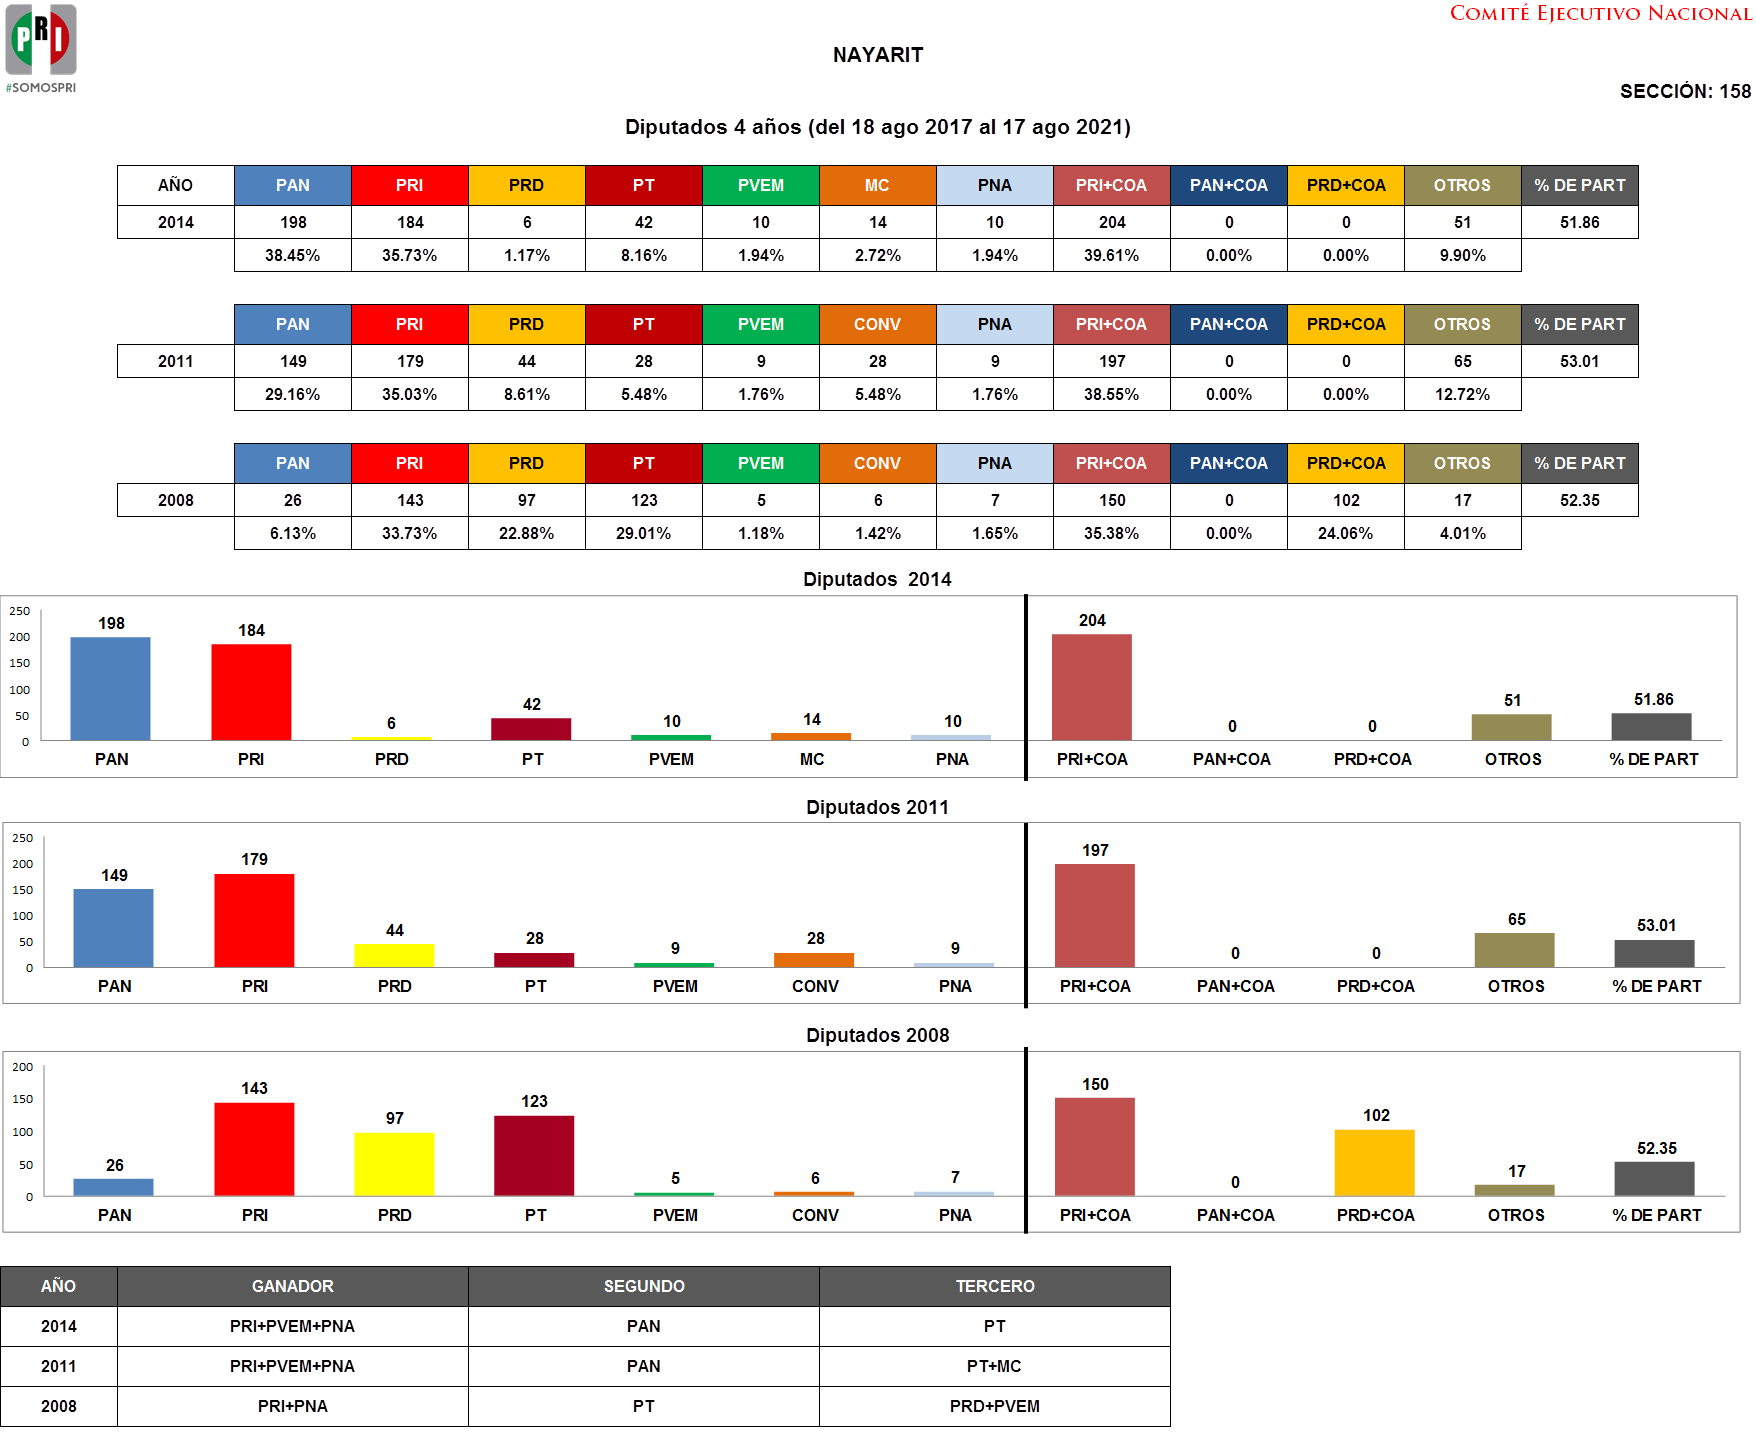 PRI
#SOMOSPRI
COMITÉ EJECUTIVO NACIONAL
NAYARIT
SECCIÓN: 158
Diputados 4 años (del 18 ago 2017 al 17 ago 2021)
AÑO PAN PRI PRD PT PVEM MC PNA PRI+COA PAN+COA PRD+COA OTROS % DE PART
2014 198 184 6 42 10 14 10 204 0 0 51 51.86
38.45% 35.73% 1.17% 8.16% 1.94% 2.72% 1.94% 39.61% 0.00% 0.00% 9.90%
PAN PRI PRD PT PVEM CONV PNA PRI+COA PAN+COA PRD+COA OTROS % DE PART
2011 149 179 44 28 9 28 9 197 0 0 65 53.01
29.16% 35.03% 8.61% 5.48% 1.76% 5.48% 1.76% 38.55% 0.00% 0.00% 12.72%
PAN PRI PRD PT PVEM CONV PNA PRI+COA PAN+COA PRD+COA OTROS % DE PART
2008 26 143 97 123 5 6 7 150 0 102 17 52.35
6.13% 33.73% 22.88% 29.01% 1.18% 1.42% 1.65% 35.38% 0.00% 24.06% 4.01%
Diputados 2014
250
200
150
100
50
0
198 184 6 42 10 14 10 204 0 0 51 51.86
PAN PRI PRD PT PVEM MC PNA PRI+COA PAN+COA PRD+COA OTROS % DE PART
Diputados 2011
250
200
150
100
50
0
149 179 44 28 9 28 9 197 0 0 65 53.01
PAN PRI PRD PT PVEM CONV PNA PRI+COA PAN+COA PRD+COA OTROS % DE PART
Diputados 2008
200
150
100
50
0
26 143 97 123 5 6 7 150 0 102 17 52.35
PAN PRI PRD PT PVEM CONV PNA PRI+COA PAN+COA PRD+COA OTROS % DE PART
AÑO GANADOR SEGUNDO TERCERO
2014 PRI+PVEM+PNA PAN PT
2011 PRI+PVEM+PNA PAN PT+MC
2008 PRI+PNA PT PRD+PVEM